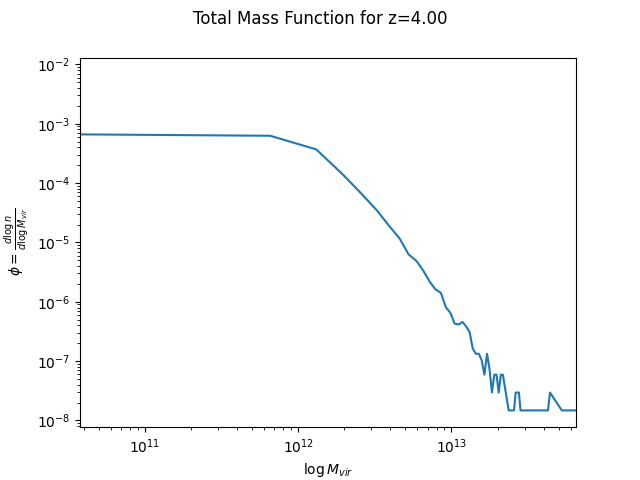 Total Mass Function for z=4.00
10⁻²
10⁻³
10⁻⁴
10⁻⁵
10⁻⁶
10⁻⁷
10⁻⁸
ϕ = d log n / d log M_vir
10¹¹ 10¹² 10¹³
log M_vir